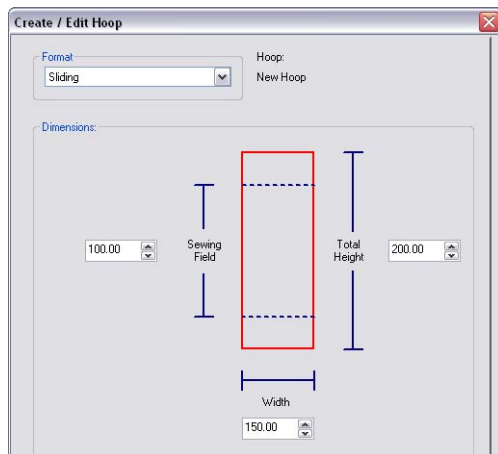 Create / Edit Hoop
Format
Hoop:
Sliding
New Hoop
Dimensions:
100.00
Sewing
Field
Total
Height
200.00
Width
150.00